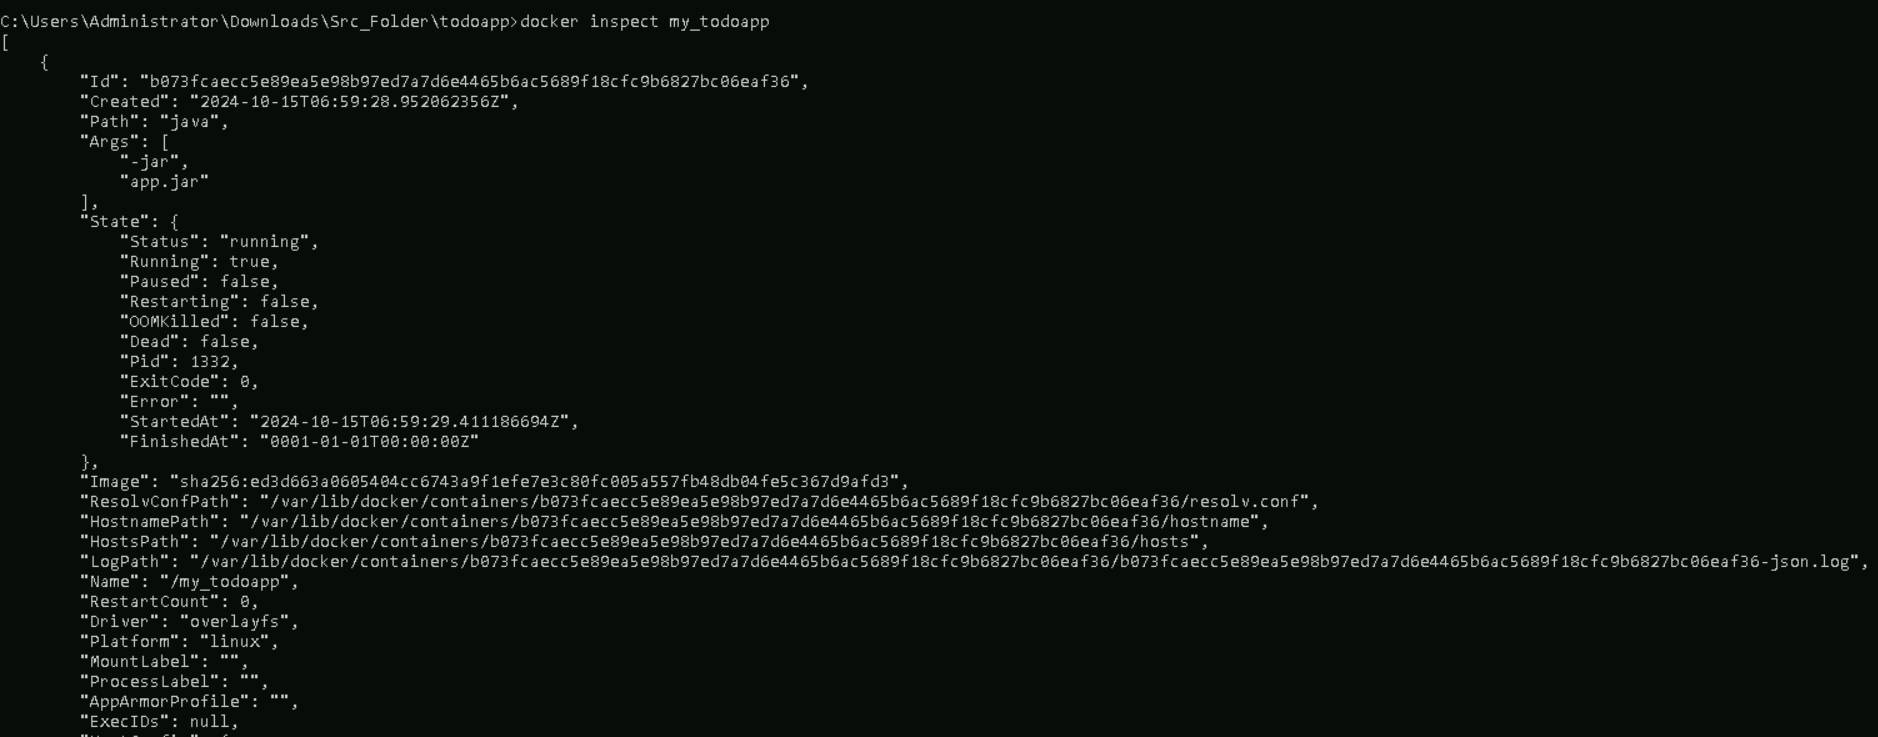 C:\Users\Administrator\Downloads\Src_Folder\todoapp>docker inspect my_todoapp
[
    {
        "Id": "b073fcaecc5e89ea5e98b97ed7a7d6e4465b6ac5689f18cfc9b6827bc06eaf36",
        "Created": "2024-10-15T06:59:28.952062356Z",
        "Path": "java",
        "Args": [
            "-jar",
            "app.jar"
        ],
        "State": {
            "Status": "running",
            "Running": true,
            "Paused": false,
            "Restarting": false,
            "OOMKilled": false,
            "Dead": false,
            "Pid": 1332,
            "ExitCode": 0,
            "Error": "",
            "StartedAt": "2024-10-15T06:59:29.411186694Z",
            "FinishedAt": "0001-01-01T00:00:00Z"
        },
        "Image": "sha256:ed3d663a0605404cc6743a9f1efe7e3c80fc005a557fb48db04fe5c367d9afd3",
        "ResolvConfPath": "/var/lib/docker/containers/b073fcaecc5e89ea5e98b97ed7a7d6e4465b6ac5689f18cfc9b6827bc06eaf36/resolv.conf",
        "HostnamePath": "/var/lib/docker/containers/b073fcaecc5e89ea5e98b97ed7a7d6e4465b6ac5689f18cfc9b6827bc06eaf36/hostname",
        "HostsPath": "/var/lib/docker/containers/b073fcaecc5e89ea5e98b97ed7a7d6e4465b6ac5689f18cfc9b6827bc06eaf36/hosts",
        "LogPath": "/var/lib/docker/containers/b073fcaecc5e89ea5e98b97ed7a7d6e4465b6ac5689f18cfc9b6827bc06eaf36/b073fcaecc5e89ea5e98b97ed7a7d6e4465b6ac5689f18cfc9b6827bc06eaf36-json.log",
        "Name": "/my_todoapp",
        "RestartCount": 0,
        "Driver": "overlayfs",
        "Platform": "linux",
        "MountLabel": "",
        "ProcessLabel": "",
        "AppArmorProfile": "",
        "ExecIDs": null,